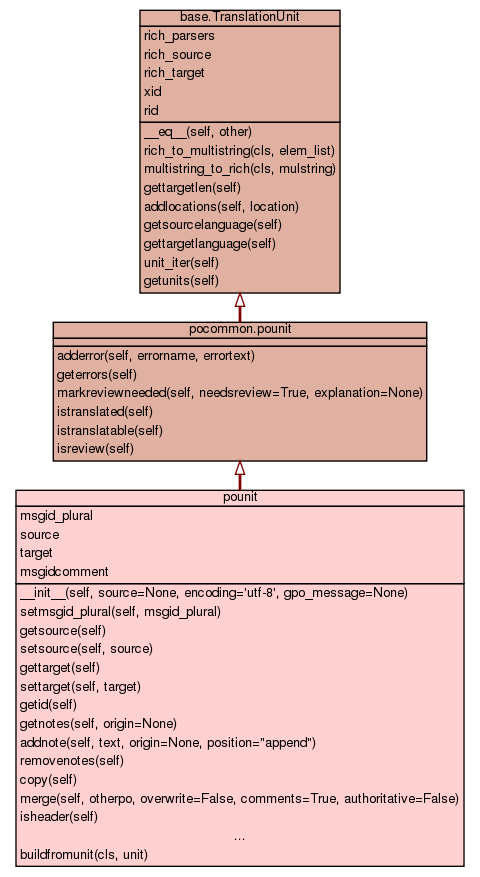 base.TranslationUnit
rich_parsers
rich_source
rich_target
xid
rid
__eq__(self, other)
rich_to_multistring(cls, elem_list)
multistring_to_rich(cls, mulstring)
gettargetlen(self)
addlocations(self, location)
getsourcelanguage(self)
gettargetlanguage(self)
unit_iter(self)
getunits(self)
pocommon.pounit
adderror(self, errorname, errortext)
geterrors(self)
markreviewneeded(self, needsreview=True, explanation=None)
istranslated(self)
istranslatable(self)
isreview(self)
pounit
msgid_plural
source
target
msgidcomment
__init__(self, source=None, encoding='utf-8', gpo_message=None)
setmsgid_plural(self, msgid_plural)
getsource(self)
setsource(self, source)
gettarget(self)
settarget(self, target)
getid(self)
getnotes(self, origin=None)
addnote(self, text, origin=None, position="append")
removenotes(self)
copy(self)
merge(self, otherpo, overwrite=False, comments=True, authoritative=False)
isheader(self)
...
buildfromunit(cls, unit)